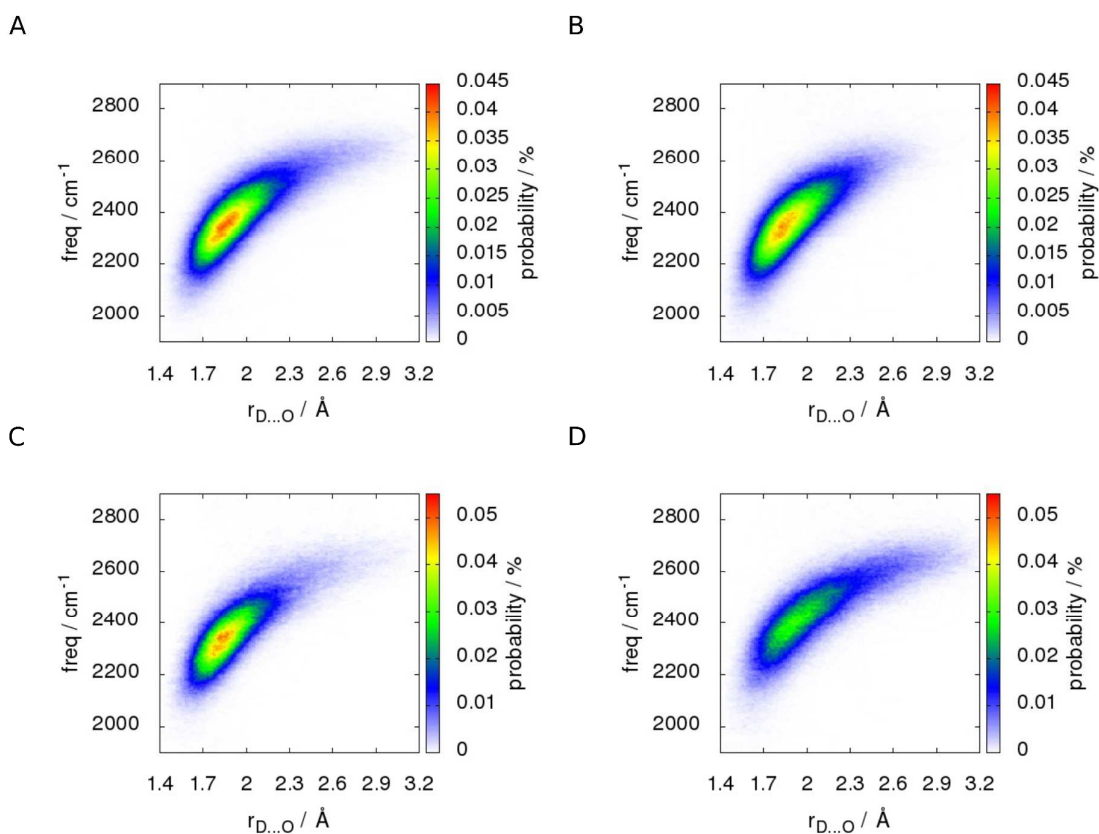 A
freq / cm-1
2800
2600
2400
2200
2000
1.4 1.7 2 2.3 2.6 2.9 3.2
rD...O / Å
0.045
0.04
0.035
0.03
0.025
0.02
0.015
0.01
0.005
0
probability / %
B
freq / cm-1
2800
2600
2400
2200
2000
1.4 1.7 2 2.3 2.6 2.9 3.2
rD...O / Å
0.045
0.04
0.035
0.03
0.025
0.02
0.015
0.01
0.005
0
probability / %
C
freq / cm-1
2800
2600
2400
2200
2000
1.4 1.7 2 2.3 2.6 2.9 3.2
rD...O / Å
0.05
0.04
0.03
0.02
0.01
0
probability / %
D
freq / cm-1
2800
2600
2400
2200
2000
1.4 1.7 2 2.3 2.6 2.9 3.2
rD...O / Å
0.05
0.04
0.03
0.02
0.01
0
probability / %